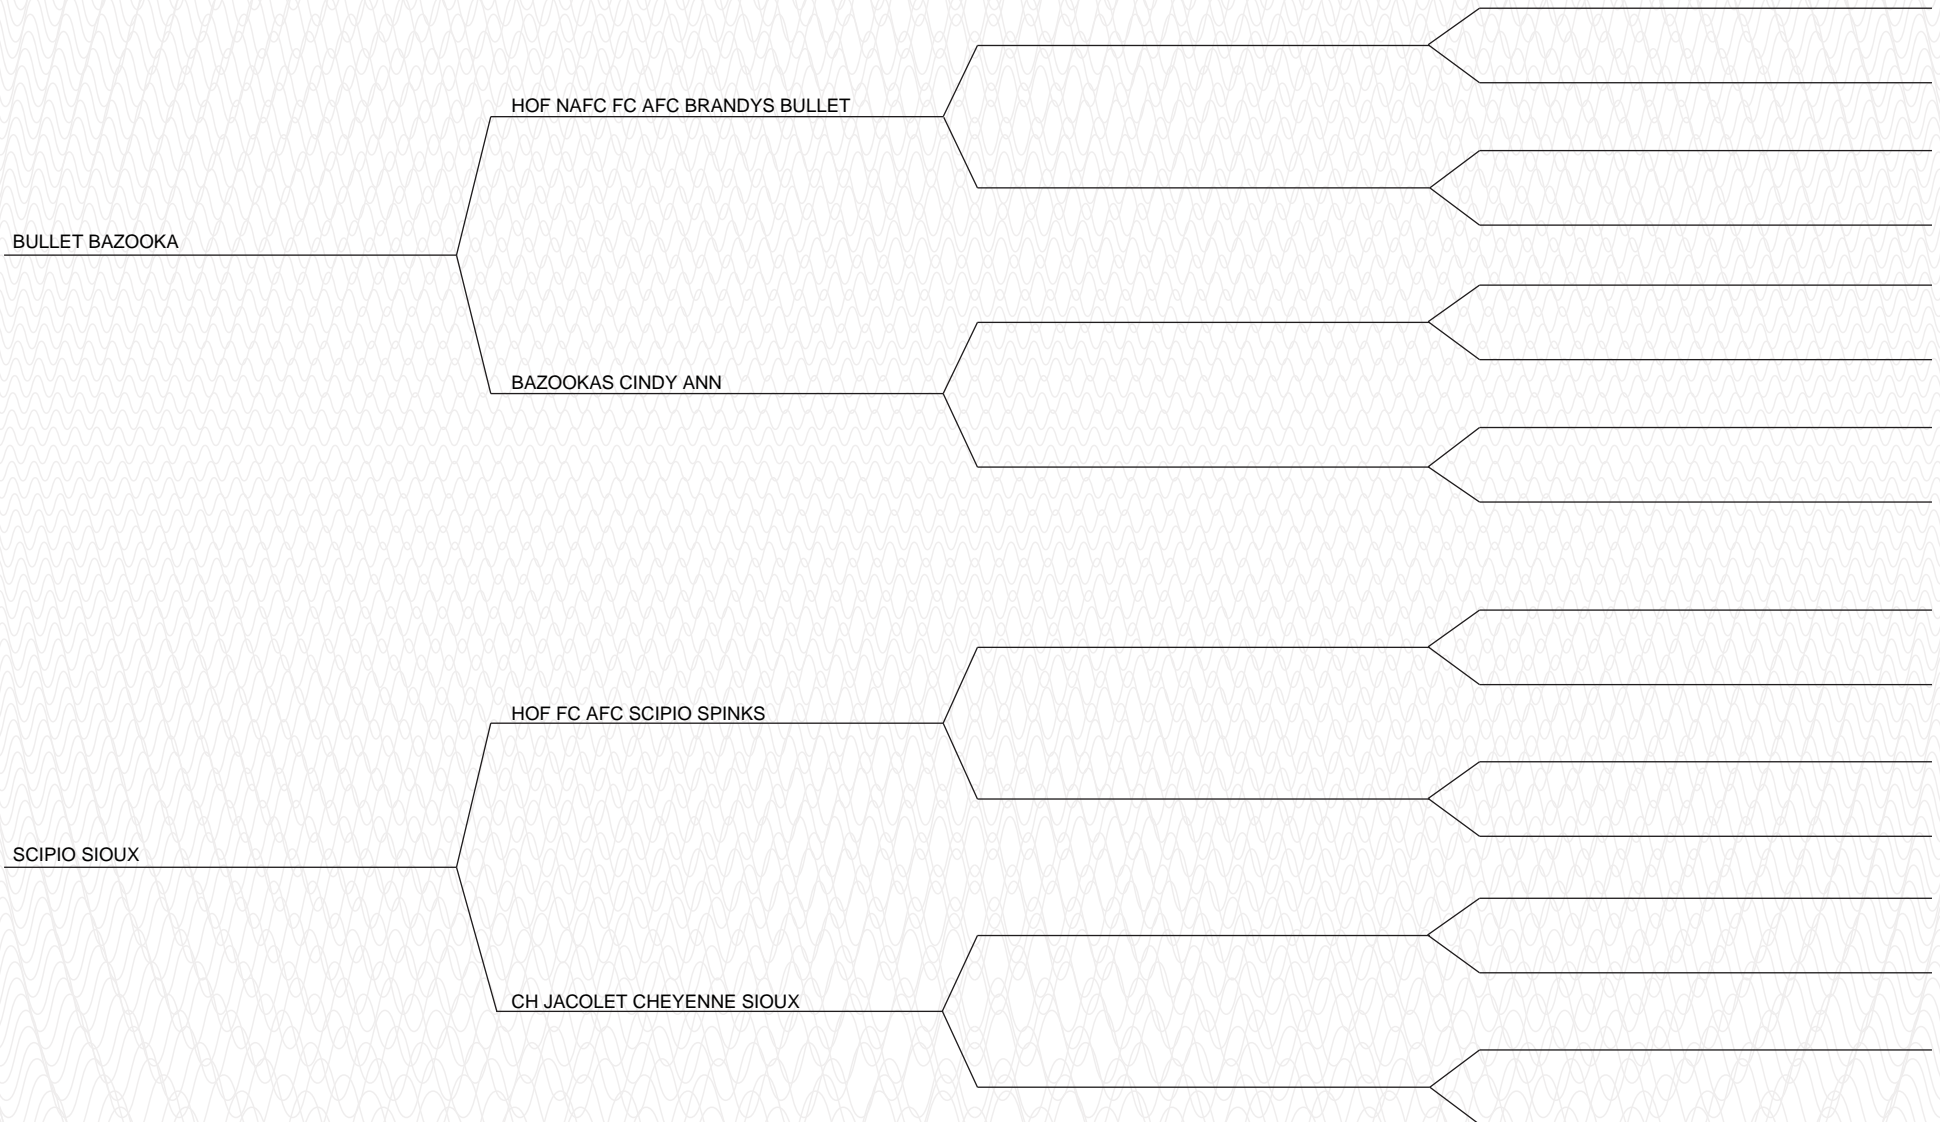 HOF NAFC FC AFC BRANDYS BULLET
BULLET BAZOOKA
BAZOOKAS CINDY ANN
HOF FC AFC SCIPIO SPINKS
SCIPIO SIOUX
CH JACOLET CHEYENNE SIOUX